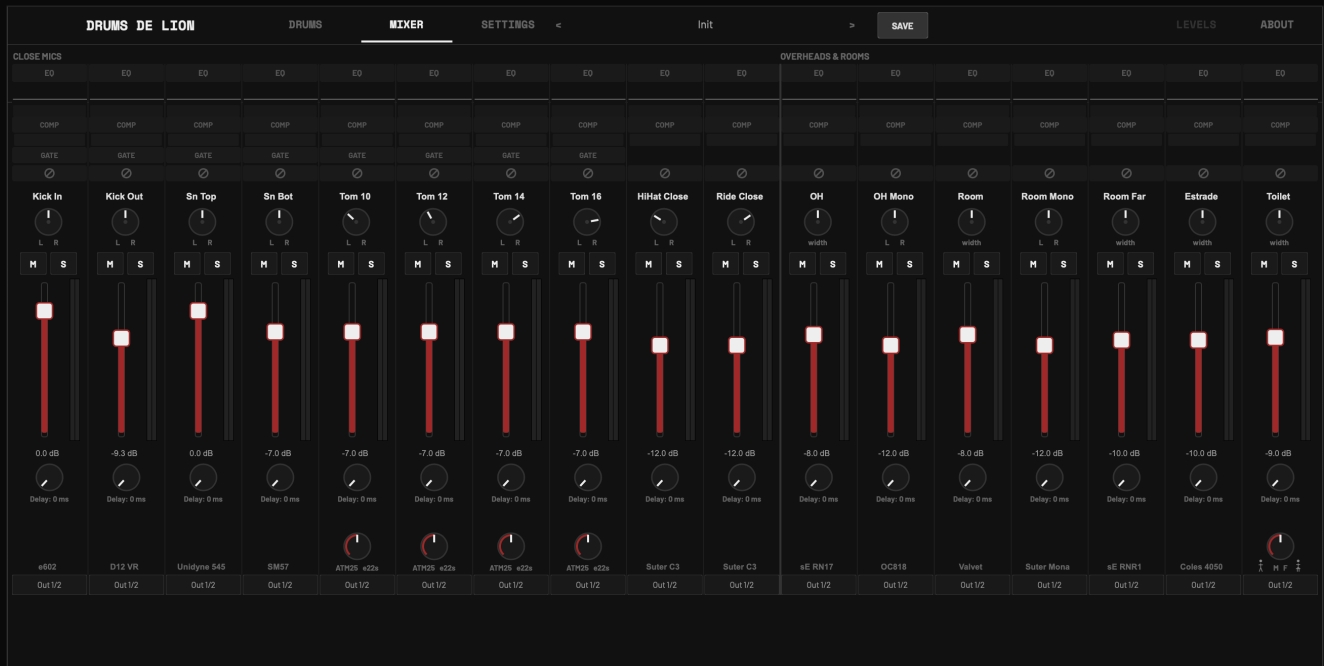 DRUMS DE LION DRUMS MIXER SETTINGS < Init > SAVE LEVELS ABOUT
CLOSE MICS OVERHEADS & ROOMS
EQ EQ EQ EQ EQ EQ EQ EQ EQ EQ EQ EQ EQ EQ EQ EQ EQ
COMP COMP COMP COMP COMP COMP COMP COMP COMP COMP COMP COMP COMP COMP COMP COMP COMP
GATE GATE GATE GATE GATE GATE GATE GATE
Kick In Kick Out Sn Top Sn Bot Tom 10 Tom 12 Tom 14 Tom 16 HiHat Close Ride Close OH OH Mono Room Room Mono Room Far Estrade Toilet
L R L R L R L R L R L R L R L R L R L R width L R width L R width width width
M S M S M S M S M S M S M S M S M S M S M S M S M S M S M S M S M S
0.0 dB -9.3 dB 0.0 dB -7.0 dB -7.0 dB -7.0 dB -7.0 dB -7.0 dB -12.0 dB -12.0 dB -8.0 dB -12.0 dB -8.0 dB -12.0 dB -10.0 dB -10.0 dB -9.0 dB
Delay: 0 ms Delay: 0 ms Delay: 0 ms Delay: 0 ms Delay: 0 ms Delay: 0 ms Delay: 0 ms Delay: 0 ms Delay: 0 ms Delay: 0 ms Delay: 0 ms Delay: 0 ms Delay: 0 ms Delay: 0 ms Delay: 0 ms Delay: 0 ms Delay: 0 ms
e602 D12 VR Unidyne 545 SM57 ATM25 e22s ATM25 e22s ATM25 e22s ATM25 e22s Suter C3 Suter C3 sE RN17 OC818 Valvet Suter Mona sE RNR1 Coles 4050 M F
Out 1/2 Out 1/2 Out 1/2 Out 1/2 Out 1/2 Out 1/2 Out 1/2 Out 1/2 Out 1/2 Out 1/2 Out 1/2 Out 1/2 Out 1/2 Out 1/2 Out 1/2 Out 1/2 Out 1/2